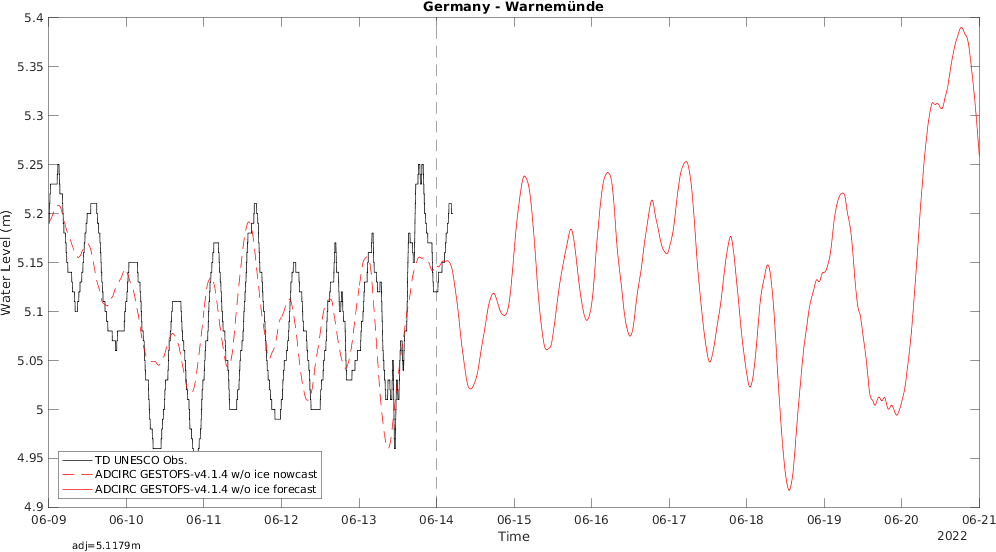 Germany - Warnemünde
5.4
5.35
5.3
5.25
5.2
5.15
5.1
5.05
5
4.95
4.9
Water Level (m)
TD UNESCO Obs.
ADCIRC GESTOFS-v4.1.4 w/o ice nowcast
ADCIRC GESTOFS-v4.1.4 w/o ice forecast
06-09 06-10 06-11 06-12 06-13 06-14 06-15 06-16 06-17 06-18 06-19 06-20 06-21
Time
2022
adj=5.1179m